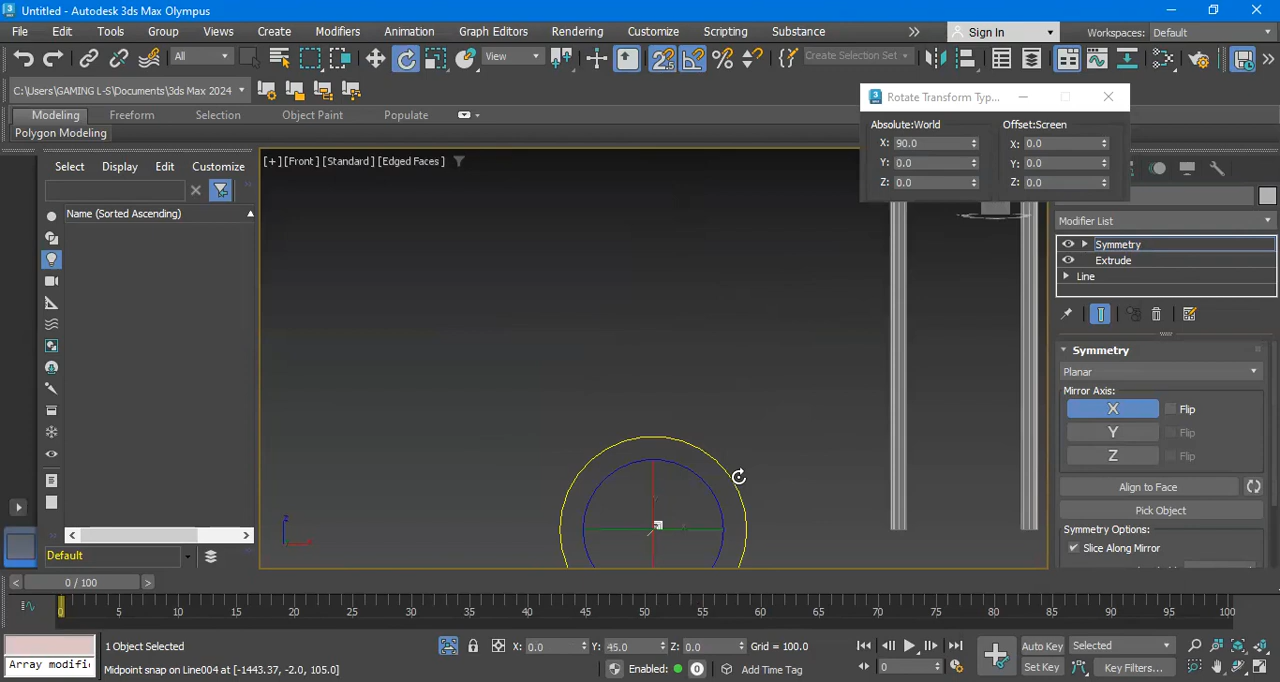 Untitled - Autodesk 3ds Max Olympus
File Edit Tools Group Views Create Modifiers Animation Graph Editors Rendering Customize Scripting Substance » Sign In Workspaces: Default
All View Create Selection Set »
C:\Users\GAMING L-S\Documents\3ds Max 2024
Modeling Freeform Selection Object Paint Populate
Polygon Modeling
Rotate Transform Typ...
Absolute:World Offset:Screen
X: 90.0 X: 0.0
Y: 0.0 Y: 0.0
Z: 0.0 Z: 0.0
Select Display Edit Customize
[+] [Front] [Standard] [Edged Faces]
Name (Sorted Ascending)
Modifier List
Symmetry
Extrude
Line
Symmetry
Planar
Mirror Axis:
X Flip
Y Flip
Z Flip
Align to Face
Pick Object
Symmetry Options:
Slice Along Mirror
z
Default
< 0 / 100 >
0 5 10 15 20 25 30 35 40 45 50 55 60 65 70 75 80 85 90 95 100
1 Object Selected X: 0.0 Y: 45.0 Z: 0.0 Grid = 100.0 Auto Key Selected
Array modifi Midpoint snap on Line004 at [-1443.37, -2.0, 105.0] Enabled: 0 Add Time Tag 0 Set Key Key Filters...